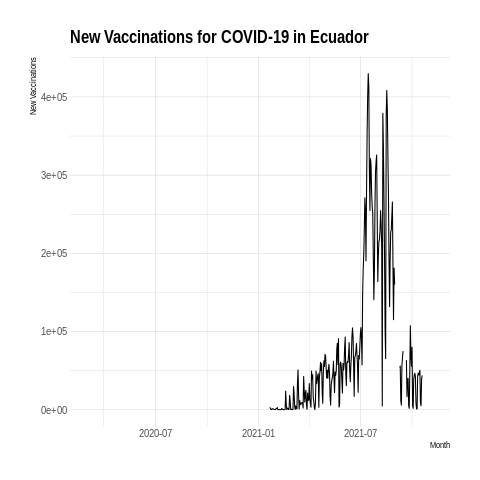 New Vaccinations for COVID-19 in Ecuador
New Vaccinations
4e+05
3e+05
2e+05
1e+05
0e+00
2020-07
2021-01
2021-07
Month